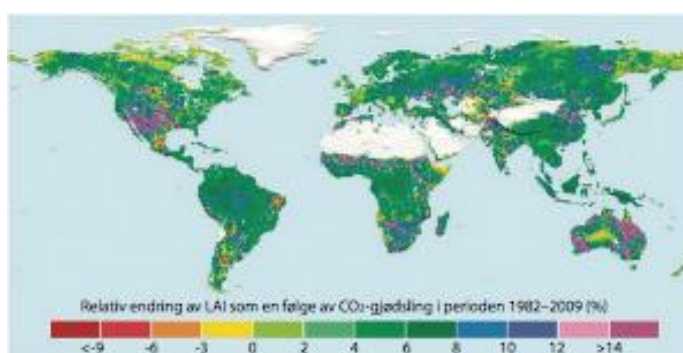 Relativ endring av LAI som en følge av CO₂-gjødsling i perioden 1982–2009 (%)
<-9 -6 -3 0 2 4 6 8 10 12 >14